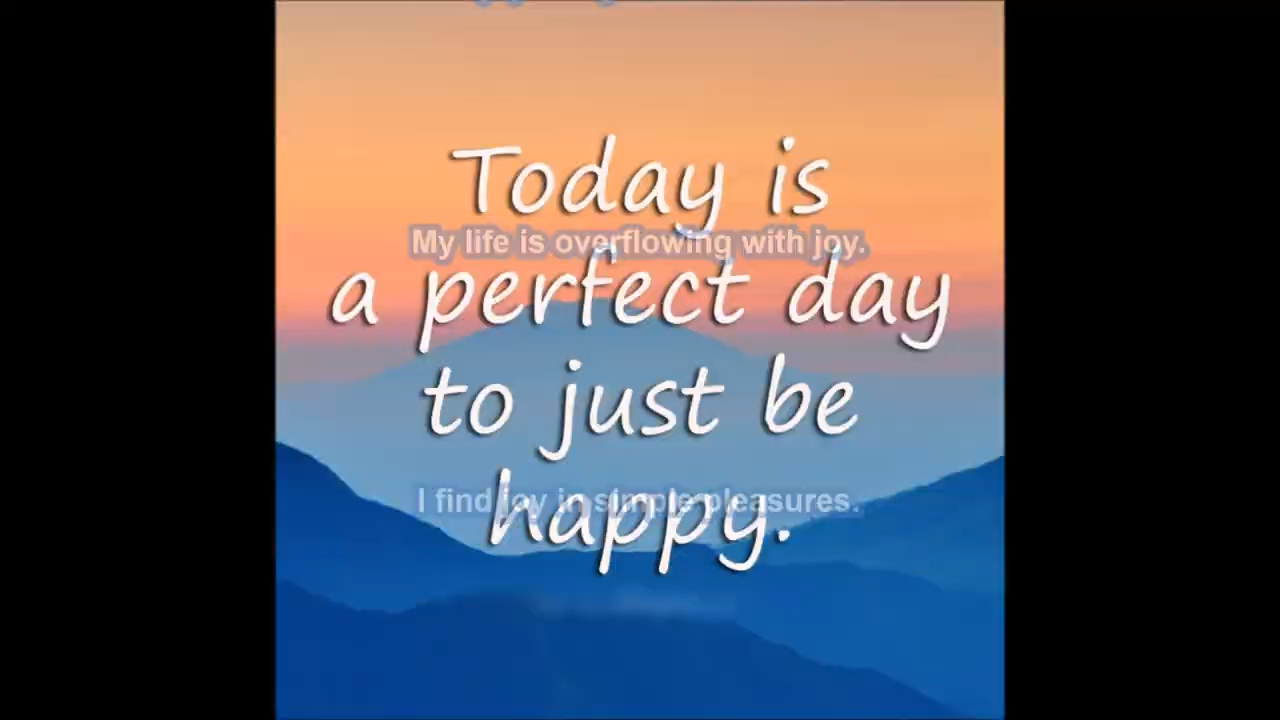 Today is
My life is overflowing with joy.
a perfect day
to just be
I find joy in simple pleasures.
happy.